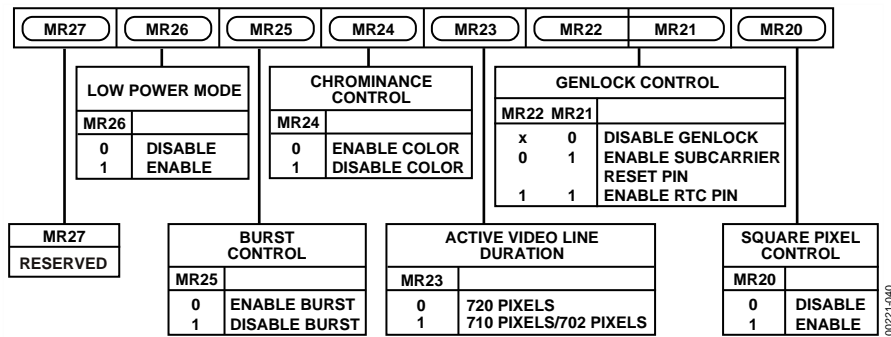 MR27 MR26 MR25 MR24 MR23 MR22 MR21 MR20
LOW POWER MODE
MR26
0 DISABLE
1 ENABLE
CHROMINANCE
CONTROL
MR24
0 ENABLE COLOR
1 DISABLE COLOR
GENLOCK CONTROL
MR22 MR21
x 0 DISABLE GENLOCK
0 1 ENABLE SUBCARRIER
RESET PIN
1 1 ENABLE RTC PIN
MR27
RESERVED
BURST
CONTROL
MR25
0 ENABLE BURST
1 DISABLE BURST
ACTIVE VIDEO LINE
DURATION
MR23
0 720 PIXELS
1 710 PIXELS/702 PIXELS
SQUARE PIXEL
CONTROL
MR20
0 DISABLE
1 ENABLE
00221-040